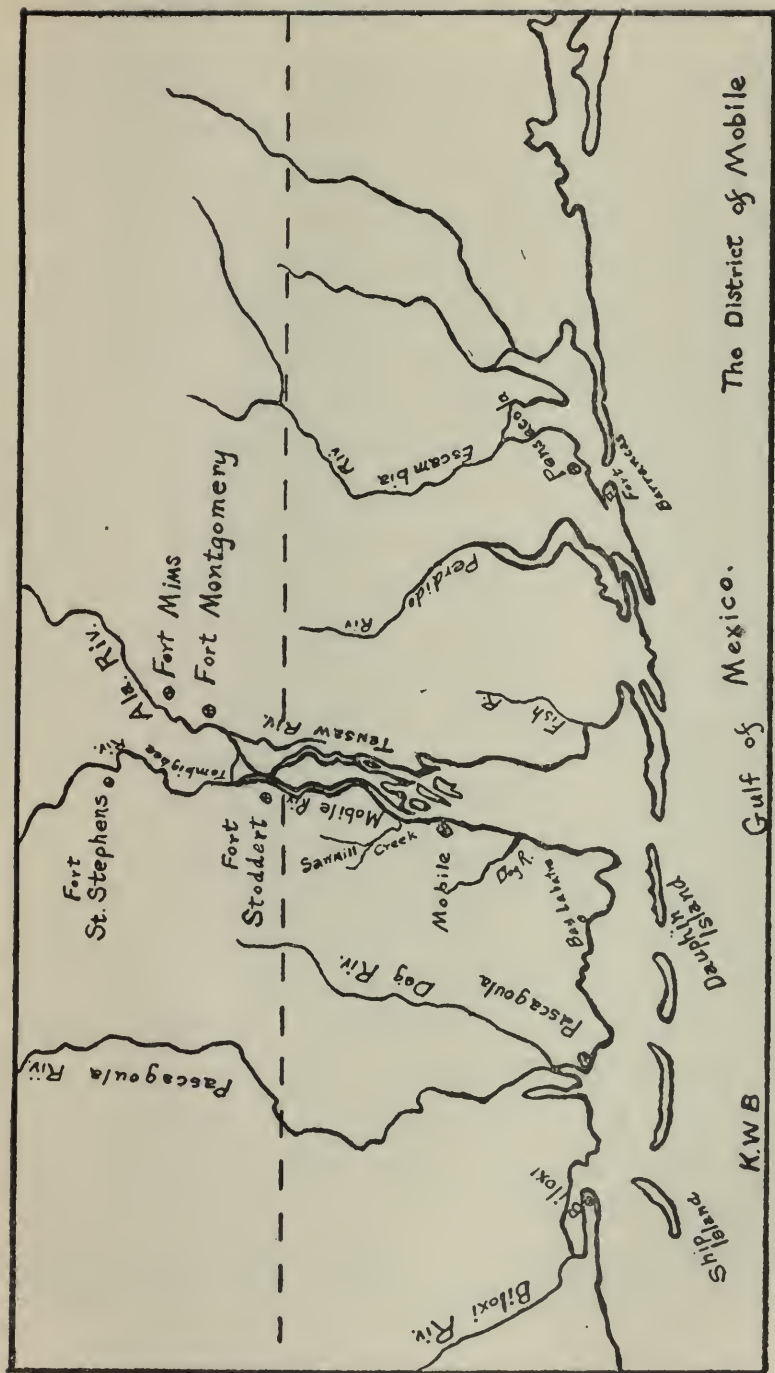 Fort
St. Stephens
Tombigbee
Riv.
Ala. Riv.
Fort Mims
Fort Montgomery
Fort
Stoddert
Tensaw Riv.
Mobile Riv.
Sawmill
Creek
Mobile
Dog R.
Bay Labatre
Fish
R.
Perdido
Riv
Escambia
Riv
Pensacola
Fort
Barrancas
Pascagoula
Riv.
Dog Riv.
Pascagoula
Biloxi
Biloxi
Riv.
Ship
Island
Dauphin
Island
Gulf of Mexico.
The District of Mobile
K.W.B